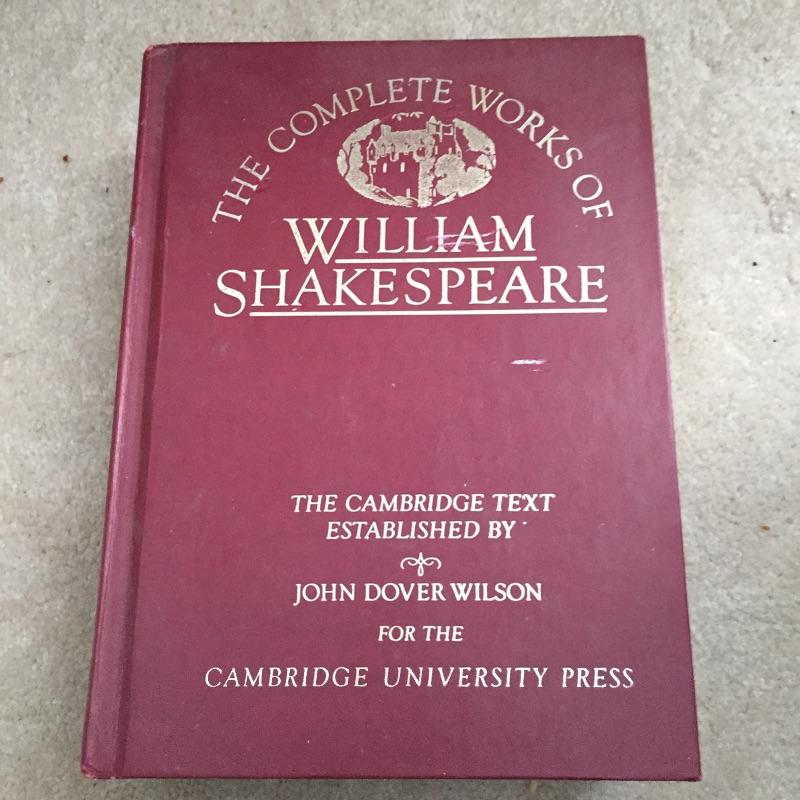 THE COMPLETE WORKS OF
WILLIAM
SHAKESPEARE
THE CAMBRIDGE TEXT
ESTABLISHED BY
JOHN DOVER WILSON
FOR THE
CAMBRIDGE UNIVERSITY PRESS